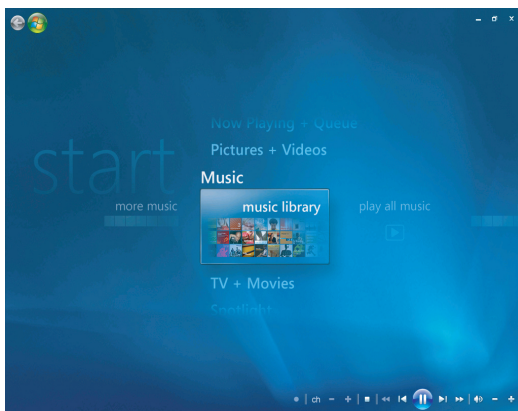 Now Playing + Queue
Pictures + Videos
start
Music
more music
music library
play all music
TV + Movies
Spotlight
ch